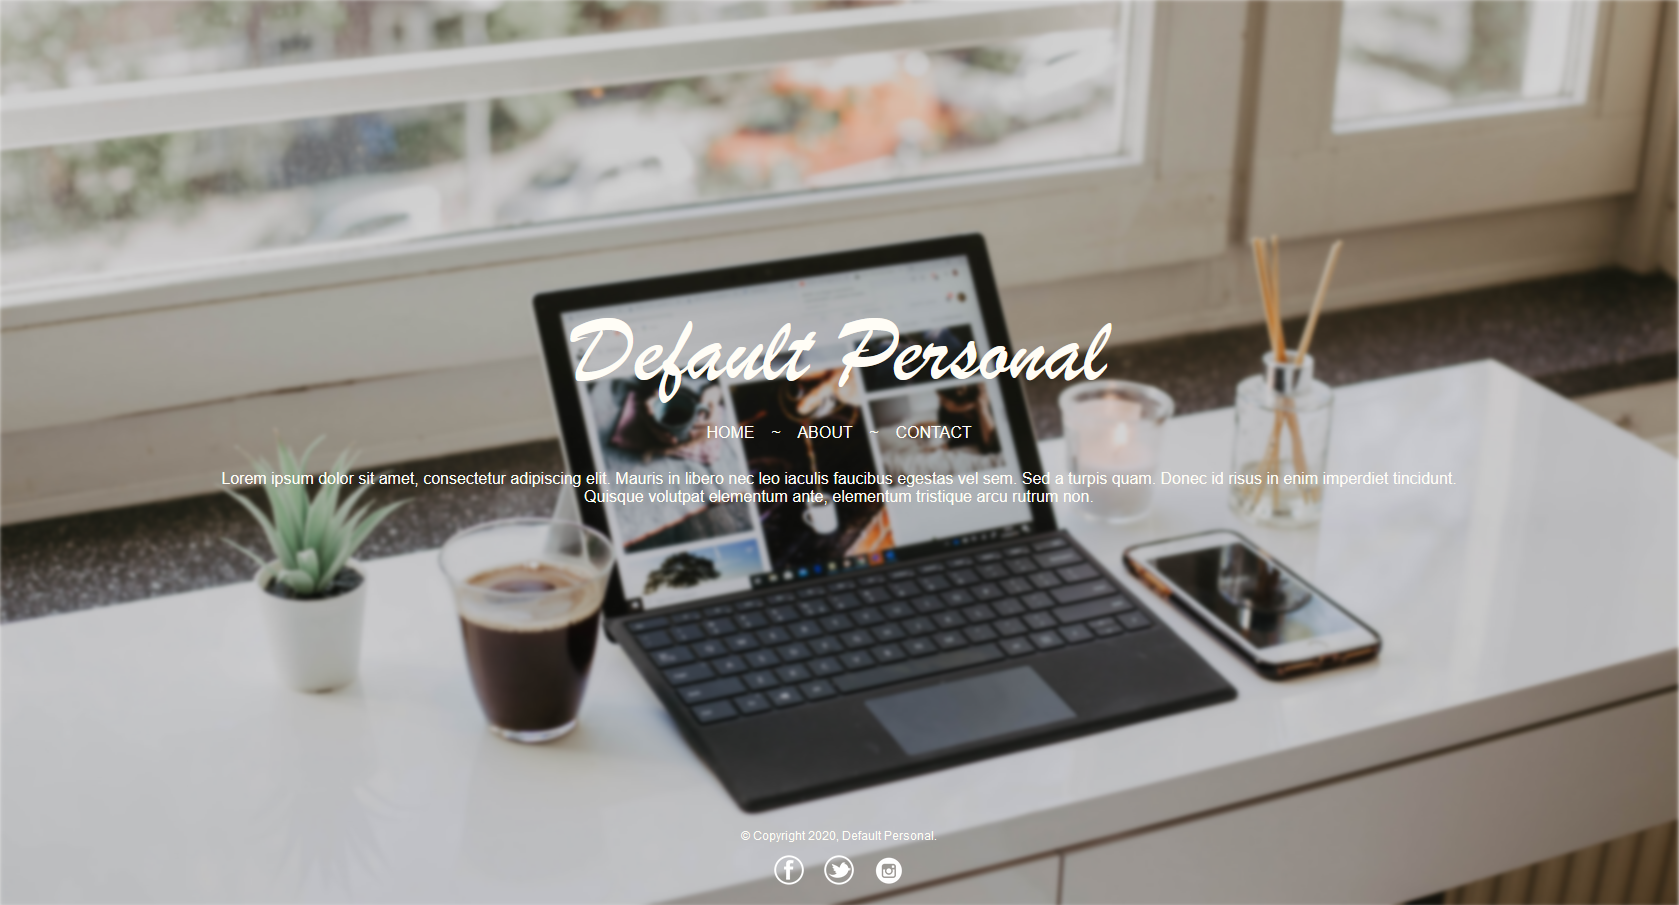 Default Personal
HOME ~ ABOUT ~ CONTACT
Lorem ipsum dolor sit amet, consectetur adipiscing elit. Mauris in libero nec leo iaculis faucibus egestas vel sem. Sed a turpis quam. Donec id risus in enim imperdiet tincidunt.
Quisque volutpat elementum ante, elementum tristique arcu rutrum non.
© Copyright 2020, Default Personal.